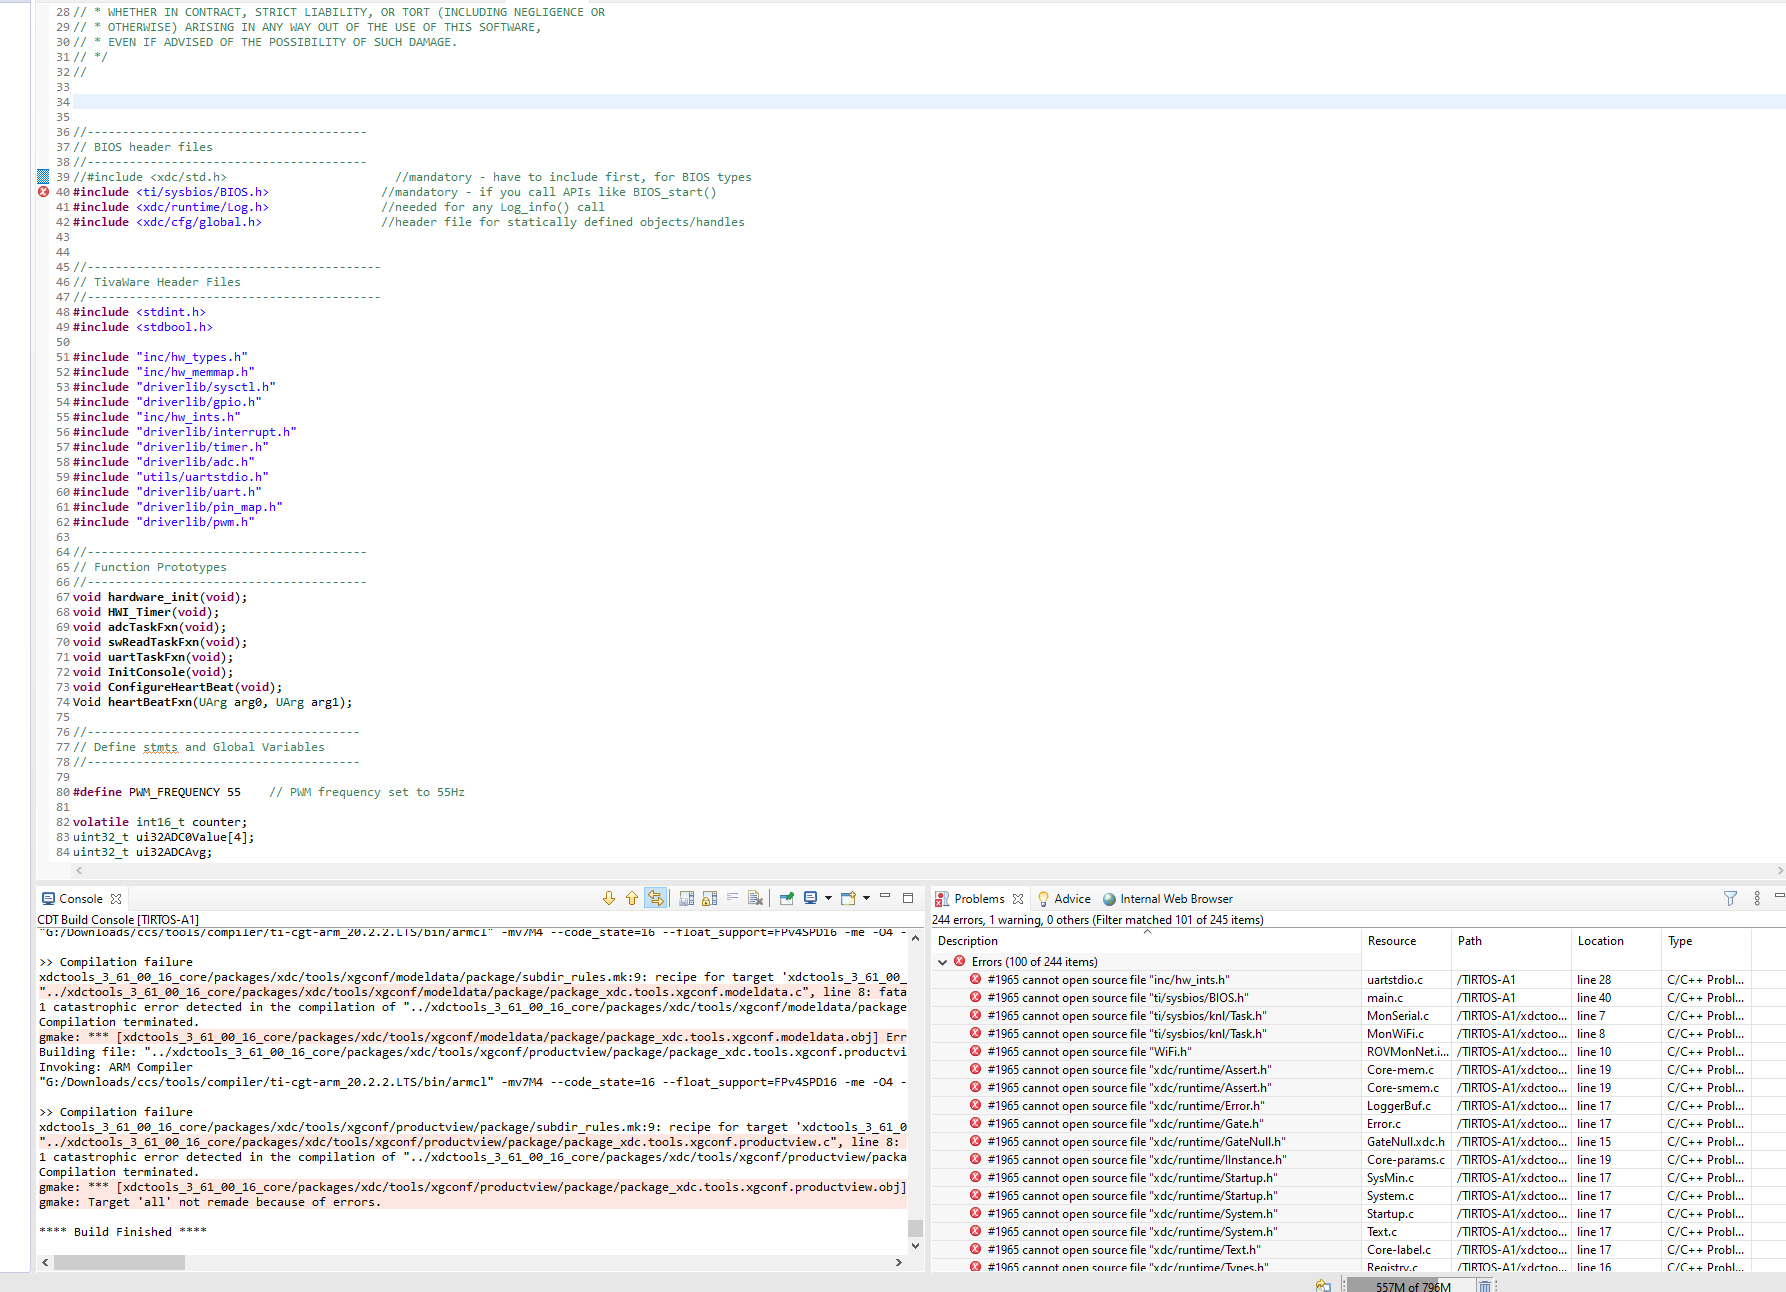 28 // * WHETHER IN CONTRACT, STRICT LIABILITY, OR TORT (INCLUDING NEGLIGENCE OR
29 // * OTHERWISE) ARISING IN ANY WAY OUT OF THE USE OF THIS SOFTWARE,
30 // * EVEN IF ADVISED OF THE POSSIBILITY OF SUCH DAMAGE.
31 // */
32 //
33
34
35
36 //----------------------------------------
37 // BIOS header files
38 //----------------------------------------
39 //#include <xdc/std.h> //mandatory - have to include first, for BIOS types
40 #include <ti/sysbios/BIOS.h> //mandatory - if you call APIs like BIOS_start()
41 #include <xdc/runtime/Log.h> //needed for any Log_info() call
42 #include <xdc/cfg/global.h> //header file for statically defined objects/handles
43
44
45 //------------------------------------------
46 // TivaWare Header Files
47 //------------------------------------------
48 #include <stdint.h>
49 #include <stdbool.h>
50
51 #include "inc/hw_types.h"
52 #include "inc/hw_memmap.h"
53 #include "driverlib/sysctl.h"
54 #include "driverlib/gpio.h"
55 #include "inc/hw_ints.h"
56 #include "driverlib/interrupt.h"
57 #include "driverlib/timer.h"
58 #include "driverlib/adc.h"
59 #include "utils/uartstdio.h"
60 #include "driverlib/uart.h"
61 #include "driverlib/pin_map.h"
62 #include "driverlib/pwm.h"
63
64 //----------------------------------------
65 // Function Prototypes
66 //----------------------------------------
67 void hardware_init(void);
68 void HWI_Timer(void);
69 void adcTaskFxn(void);
70 void swReadTaskFxn(void);
71 void uartTaskFxn(void);
72 void InitConsole(void);
73 void ConfigureHeartBeat(void);
74 Void heartBeatFxn(UArg arg0, UArg arg1);
75
76 //---------------------------------------
77 // Define stmts and Global Variables
78 //---------------------------------------
79
80 #define PWM_FREQUENCY 55 // PWM frequency set to 55Hz
81
82 volatile int16_t counter;
83 uint32_t ui32ADC0Value[4];
84 uint32_t ui32ADCAvg;
Console
CDT Build Console [TIRTOS-A1]
"G:/Downloads/ccs/tools/compiler/ti-cgt-arm_20.2.2.LTS/bin/armcl" -mv7M4 --code_state=16 --float_support=FPv4SPD16 -me -O4 -
>> Compilation failure
xdctools_3_61_00_16_core/packages/xdc/tools/xgconf/modeldata/package/subdir_rules.mk:9: recipe for target 'xdctools_3_61_00_
"../xdctools_3_61_00_16_core/packages/xdc/tools/xgconf/modeldata/package/package_xdc.tools.xgconf.modeldata.c", line 8: fata
1 catastrophic error detected in the compilation of "../xdctools_3_61_00_16_core/packages/xdc/tools/xgconf/modeldata/package
Compilation terminated.
gmake: *** [xdctools_3_61_00_16_core/packages/xdc/tools/xgconf/modeldata/package/package_xdc.tools.xgconf.modeldata.obj] Err
Building file: "../xdctools_3_61_00_16_core/packages/xdc/tools/xgconf/productview/package/package_xdc.tools.xgconf.productvi
Invoking: ARM Compiler
"G:/Downloads/ccs/tools/compiler/ti-cgt-arm_20.2.2.LTS/bin/armcl" -mv7M4 --code_state=16 --float_support=FPv4SPD16 -me -O4 -
>> Compilation failure
xdctools_3_61_00_16_core/packages/xdc/tools/xgconf/productview/package/subdir_rules.mk:9: recipe for target 'xdctools_3_61_0
"../xdctools_3_61_00_16_core/packages/xdc/tools/xgconf/productview/package/package_xdc.tools.xgconf.productview.c", line 8:
1 catastrophic error detected in the compilation of "../xdctools_3_61_00_16_core/packages/xdc/tools/xgconf/productview/packa
Compilation terminated.
gmake: *** [xdctools_3_61_00_16_core/packages/xdc/tools/xgconf/productview/package/package_xdc.tools.xgconf.productview.obj]
gmake: Target 'all' not remade because of errors.
**** Build Finished ****
Problems Advice Internal Web Browser
244 errors, 1 warning, 0 others (Filter matched 101 of 245 items)
Description Resource Path Location Type
Errors (100 of 244 items)
#1965 cannot open source file "inc/hw_ints.h" uartstdio.c /TIRTOS-A1 line 28 C/C++ Probl...
#1965 cannot open source file "ti/sysbios/BIOS.h" main.c /TIRTOS-A1 line 40 C/C++ Probl...
#1965 cannot open source file "ti/sysbios/knl/Task.h" MonSerial.c /TIRTOS-A1/xdctoo... line 7 C/C++ Probl...
#1965 cannot open source file "ti/sysbios/knl/Task.h" MonWiFi.c /TIRTOS-A1/xdctoo... line 8 C/C++ Probl...
#1965 cannot open source file "WiFi.h" ROVMonNet.i... /TIRTOS-A1/xdctoo... line 10 C/C++ Probl...
#1965 cannot open source file "xdc/runtime/Assert.h" Core-mem.c /TIRTOS-A1/xdctoo... line 19 C/C++ Probl...
#1965 cannot open source file "xdc/runtime/Assert.h" Core-smem.c /TIRTOS-A1/xdctoo... line 19 C/C++ Probl...
#1965 cannot open source file "xdc/runtime/Error.h" LoggerBuf.c /TIRTOS-A1/xdctoo... line 17 C/C++ Probl...
#1965 cannot open source file "xdc/runtime/Gate.h" Error.c /TIRTOS-A1/xdctoo... line 17 C/C++ Probl...
#1965 cannot open source file "xdc/runtime/GateNull.h" GateNull.xdc.h /TIRTOS-A1/xdctoo... line 15 C/C++ Probl...
#1965 cannot open source file "xdc/runtime/IInstance.h" Core-params.c /TIRTOS-A1/xdctoo... line 19 C/C++ Probl...
#1965 cannot open source file "xdc/runtime/Startup.h" SysMin.c /TIRTOS-A1/xdctoo... line 17 C/C++ Probl...
#1965 cannot open source file "xdc/runtime/Startup.h" System.c /TIRTOS-A1/xdctoo... line 17 C/C++ Probl...
#1965 cannot open source file "xdc/runtime/System.h" Startup.c /TIRTOS-A1/xdctoo... line 17 C/C++ Probl...
#1965 cannot open source file "xdc/runtime/System.h" Text.c /TIRTOS-A1/xdctoo... line 17 C/C++ Probl...
#1965 cannot open source file "xdc/runtime/Text.h" Core-label.c /TIRTOS-A1/xdctoo... line 17 C/C++ Probl...
#1965 cannot open source file "xdc/runtime/Types.h" Registry.c /TIRTOS-A1/xdctoo... line 16 C/C++ Probl...
557M of 796M